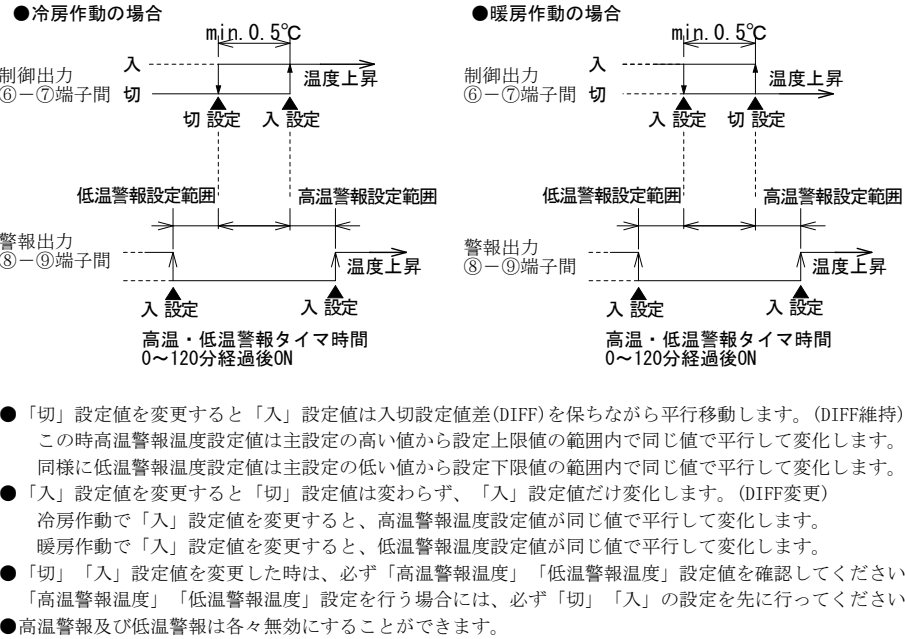 ●冷房作動の場合
min.0.5℃
入
制御出力
⑥－⑦端子間 切
温度上昇
切 設定 入 設定
低温警報設定範囲 高温警報設定範囲
警報出力
⑧－⑨端子間
温度上昇
入 設定 入 設定
高温・低温警報タイマ時間
0～120分経過後ON
●暖房作動の場合
min.0.5℃
入
制御出力
⑥－⑦端子間 切
温度上昇
入 設定 切 設定
低温警報設定範囲 高温警報設定範囲
警報出力
⑧－⑨端子間
温度上昇
入 設定 入 設定
高温・低温警報タイマ時間
0～120分経過後ON
●「切」設定値を変更すると「入」設定値は入切設定値差(DIFF)を保ちながら平行移動します。(DIFF維持)
この時高温警報温度設定値は主設定の高い値から設定上限値の範囲内で同じ値で平行して変化します。
同様に低温警報温度設定値は主設定の低い値から設定下限値の範囲内で同じ値で平行して変化します。
●「入」設定値を変更すると「切」設定値は変わらず、「入」設定値だけ変化します。(DIFF変更)
冷房作動で「入」設定値を変更すると、高温警報温度設定値が同じ値で平行して変化します。
暖房作動で「入」設定値を変更すると、低温警報温度設定値が同じ値で平行して変化します。
●「切」「入」設定値を変更した時は、必ず「高温警報温度」「低温警報温度」設定値を確認してください
「高温警報温度」「低温警報温度」設定を行う場合には、必ず「切」「入」の設定を先に行ってください
●高温警報及び低温警報は各々無効にすることができます。